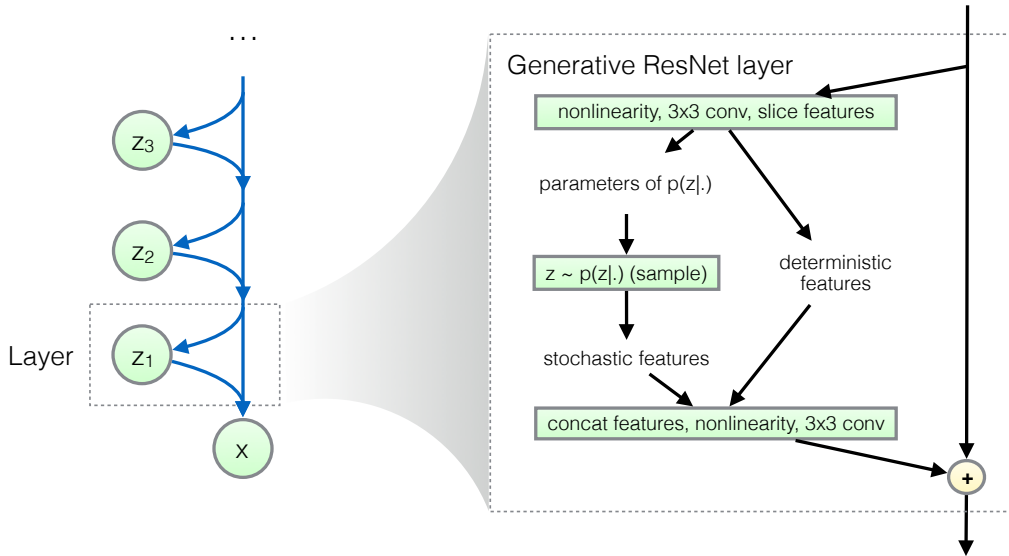 ...
z3
z2
Layer
z1
x
Generative ResNet layer
nonlinearity, 3x3 conv, slice features
parameters of p(z|.)
z ~ p(z|.) (sample)
deterministic
features
stochastic features
concat features, nonlinearity, 3x3 conv
+